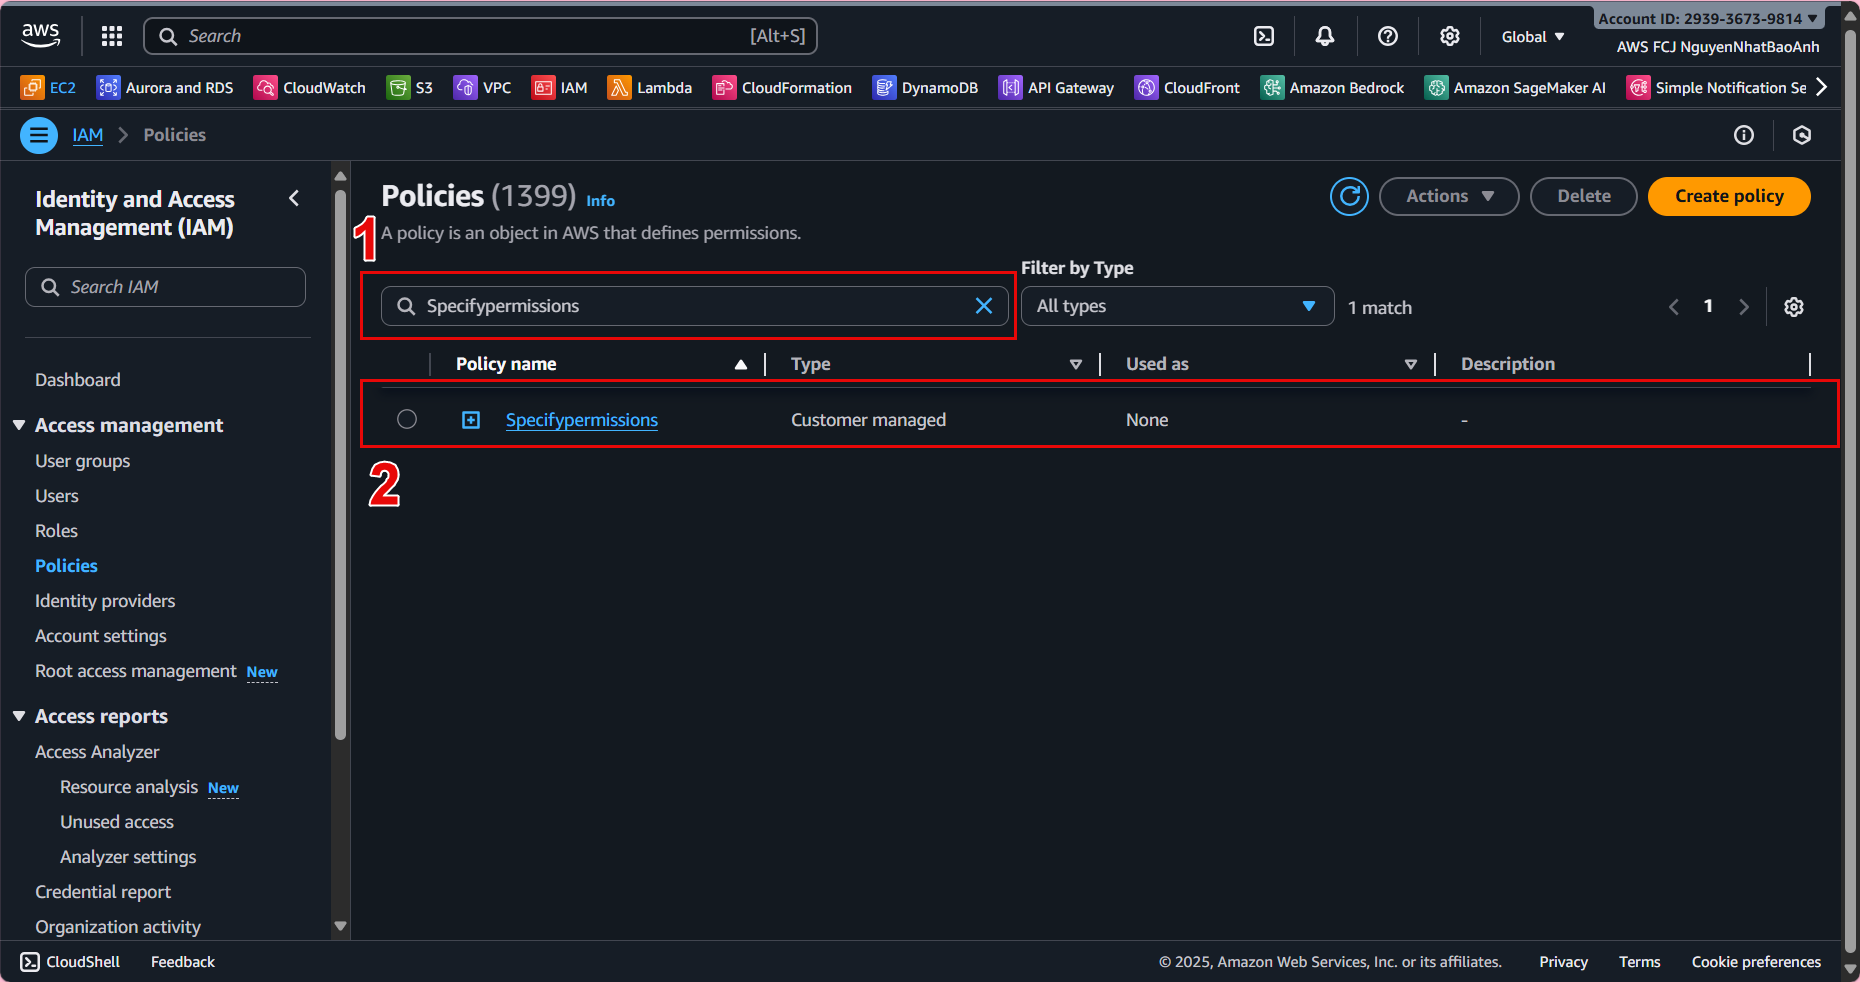 aws
Search
[Alt+S]
Global
Account ID: 2939-3673-9814
AWS FCJ NguyenNhatBaoAnh
EC2
Aurora and RDS
CloudWatch
S3
VPC
IAM
Lambda
CloudFormation
DynamoDB
API Gateway
CloudFront
Amazon Bedrock
Amazon SageMaker AI
Simple Notification Se
IAM
Policies
Identity and Access
Management (IAM)
Search IAM
Dashboard
Access management
User groups
Users
Roles
Policies
Identity providers
Account settings
Root access management New
Access reports
Access Analyzer
Resource analysis New
Unused access
Analyzer settings
Credential report
Organization activity
Policies (1399) Info
A policy is an object in AWS that defines permissions.
Actions
Delete
Create policy
1
Filter by Type
Specifypermissions
All types
1 match
1
Policy name
Type
Used as
Description
Specifypermissions
Customer managed
None
-
2
CloudShell
Feedback
© 2025, Amazon Web Services, Inc. or its affiliates.
Privacy
Terms
Cookie preferences